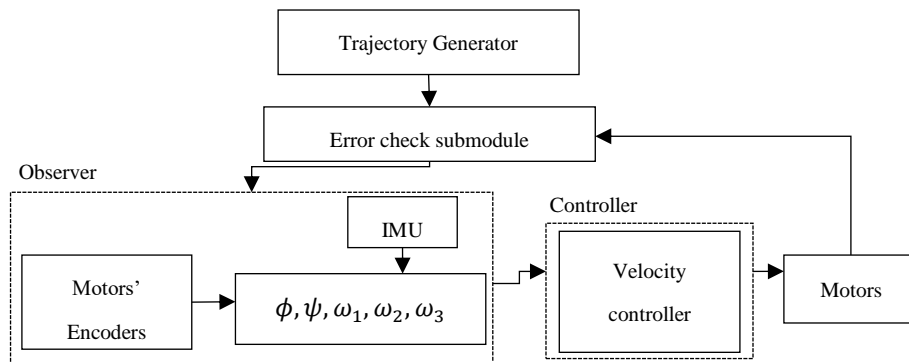 Trajectory Generator
Error check submodule
Observer
IMU
Controller
Motors’
Encoders
𝜙, 𝜓, 𝜔₁, 𝜔₂, 𝜔₃
Velocity
controller
Motors